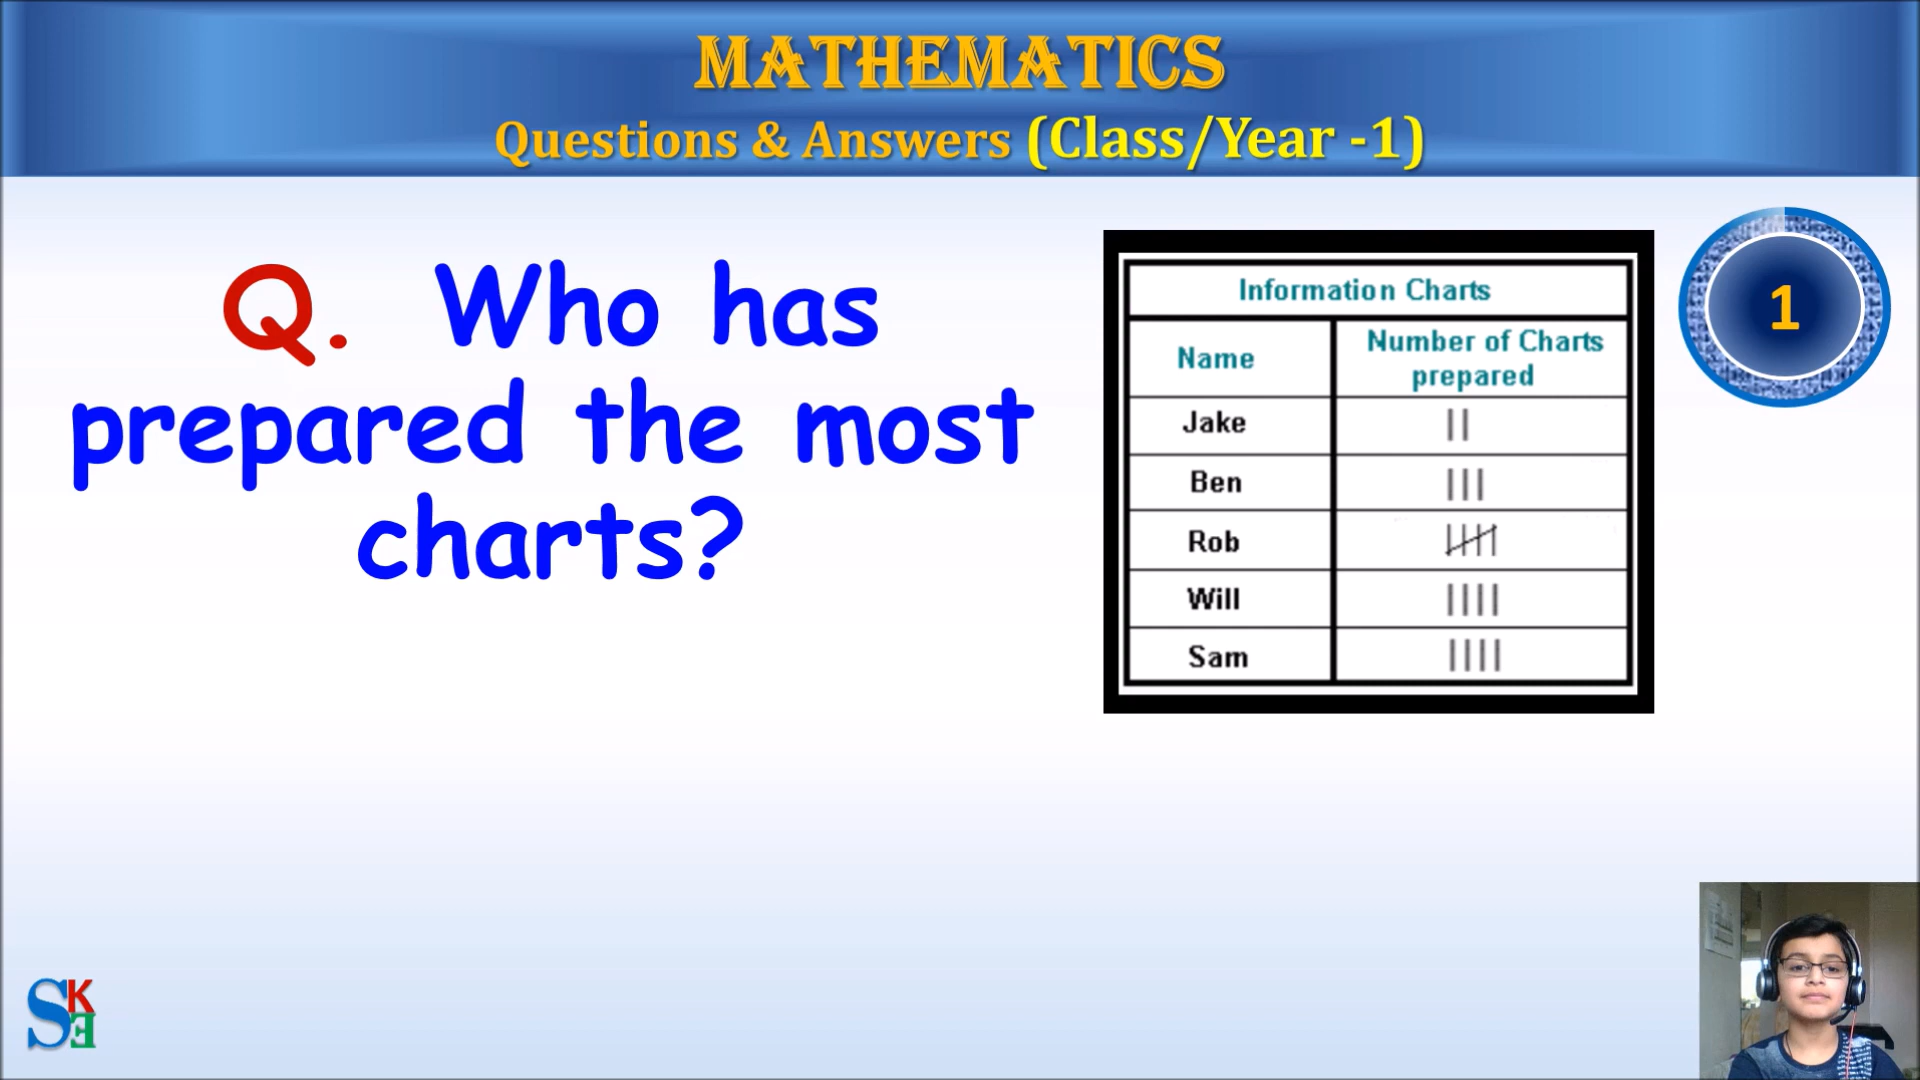 MATHEMATICS
Questions & Answers (Class/Year -1)
Q. Who has
prepared the most
charts?
Information Charts
Name
Number of Charts
prepared
Jake
Ben
Rob
Will
Sam
1
SKE